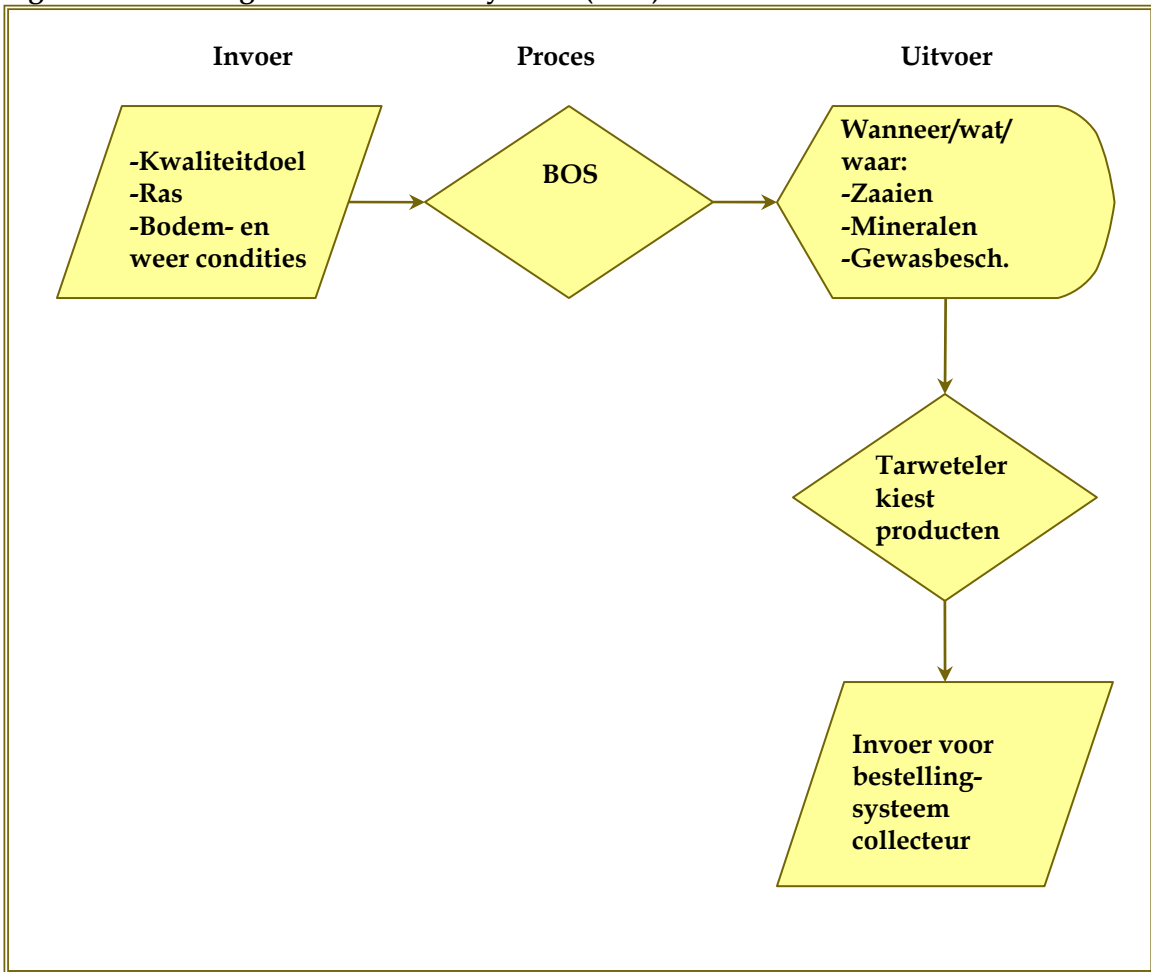 Invoer Proces Uitvoer
-Kwaliteitdoel
-Ras
-Bodem- en
weer condities
BOS
Wanneer/wat/
waar:
-Zaaien
-Mineralen
-Gewasbesch.
Tarweteler
kiest
producten
Invoer voor
bestelling-
systeem
collecteur